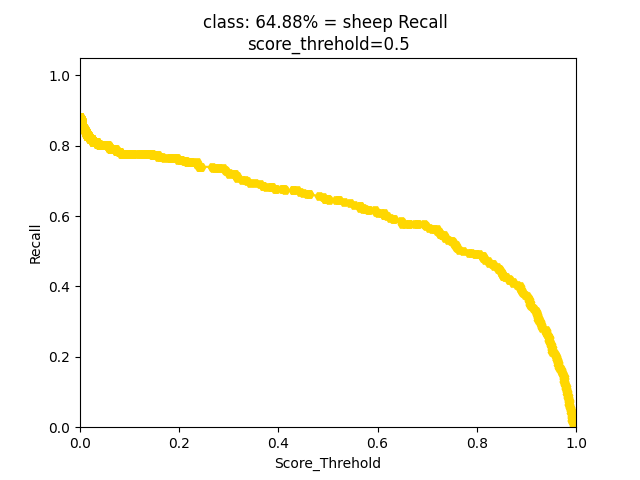 class: 64.88% = sheep Recall
score_threhold=0.5
1.0
0.8
0.6
0.4
0.2
0.0
Recall
0.0 0.2 0.4 0.6 0.8 1.0
Score_Threhold